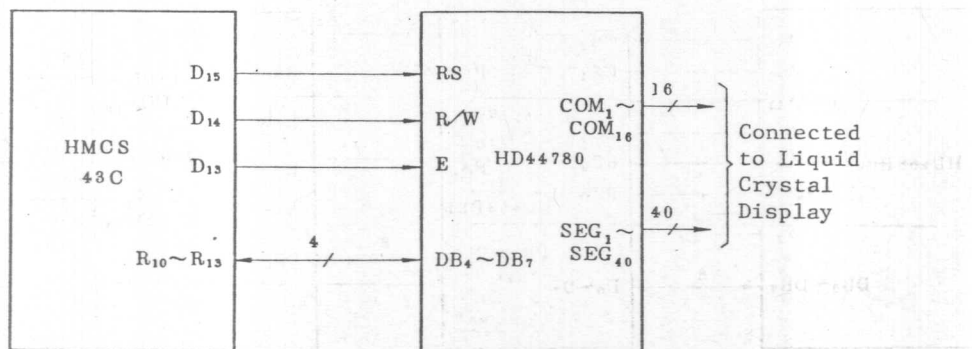 HMCS
43C
D₁₅
D₁₄
D₁₃
R₁₀~R₁₃
4
RS
R/W
E
HD44780
DB₄~DB₇
COM₁~
COM₁₆
16
SEG₁~
SEG₄₀
40
Connected
to Liquid
Crystal
Display